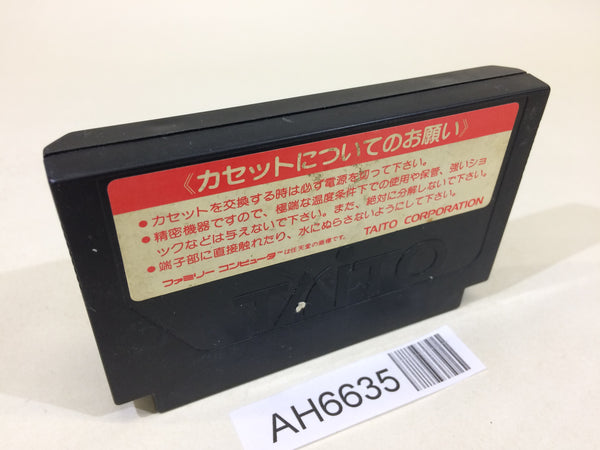 《カセットについてのお願い》
● カセットを交換する時は必ず電源を切って下さい。
● 精密機器ですので、極端な温度条件下での使用や保管、強いショ
ックなどは与えないで下さい。また、絶対に分解しないで下さい。
● 端子部に直接触れたり、水にぬらさないようにして下さい。
ファミリー コンピュータ™は任天堂の商標です。 TAITO CORPORATION
TAITO
AH6635